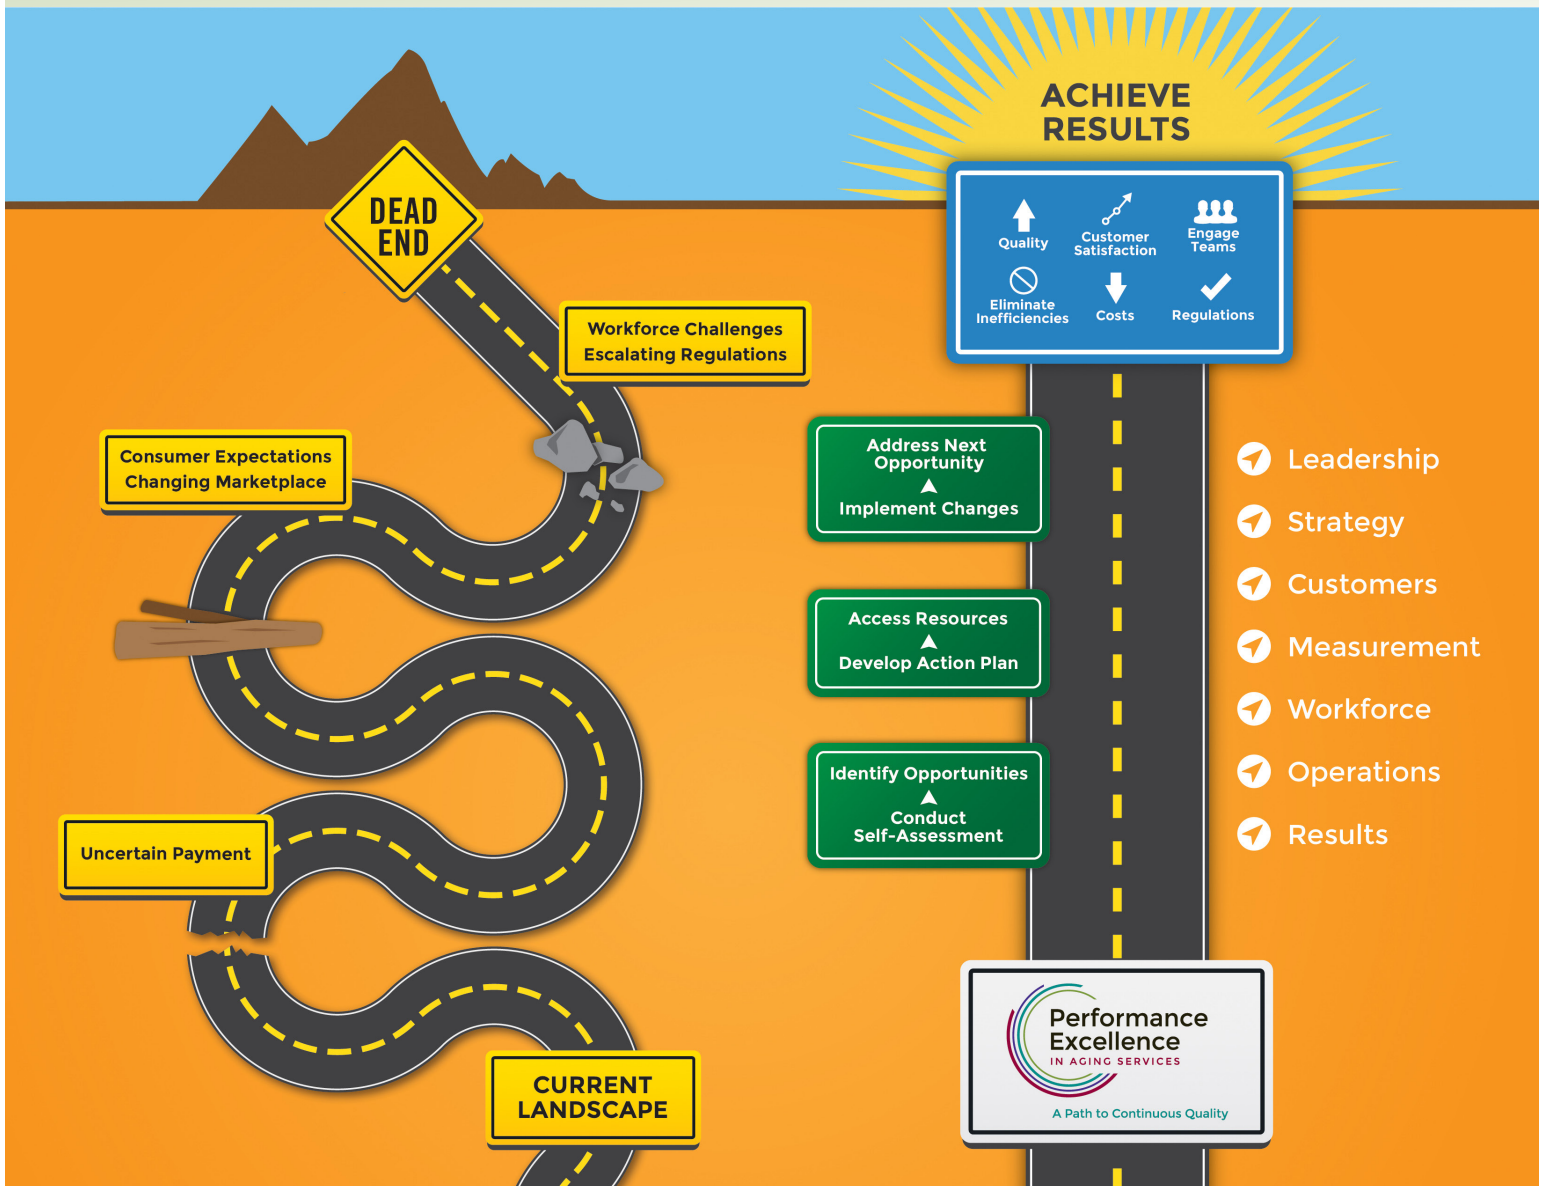 DEAD
END
Workforce Challenges
Escalating Regulations
Consumer Expectations
Changing Marketplace
Uncertain Payment
CURRENT
LANDSCAPE
ACHIEVE
RESULTS
Quality
Customer
Satisfaction
Engage
Teams
Eliminate
Inefficiencies
Costs
Regulations
Address Next
Opportunity
Implement Changes
Access Resources
Develop Action Plan
Identify Opportunities
Conduct
Self-Assessment
Leadership
Strategy
Customers
Measurement
Workforce
Operations
Results
Performance
Excellence
IN AGING SERVICES
A Path to Continuous Quality